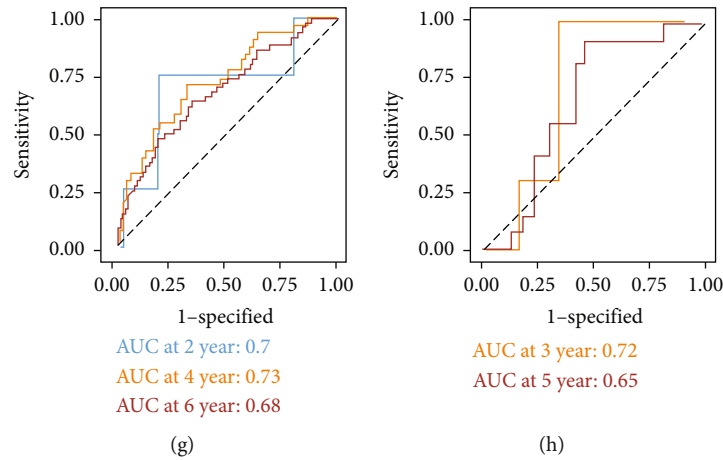 Sensitivity
1.00
0.75
0.50
0.25
0.00
0.00 0.25 0.50 0.75 1.00
1–specified
AUC at 2 year: 0.7
AUC at 4 year: 0.73
AUC at 6 year: 0.68
(g)
Sensitivity
1.00
0.75
0.50
0.25
0.00
0.00 0.25 0.50 0.75 1.00
1–specified
AUC at 3 year: 0.72
AUC at 5 year: 0.65
(h)